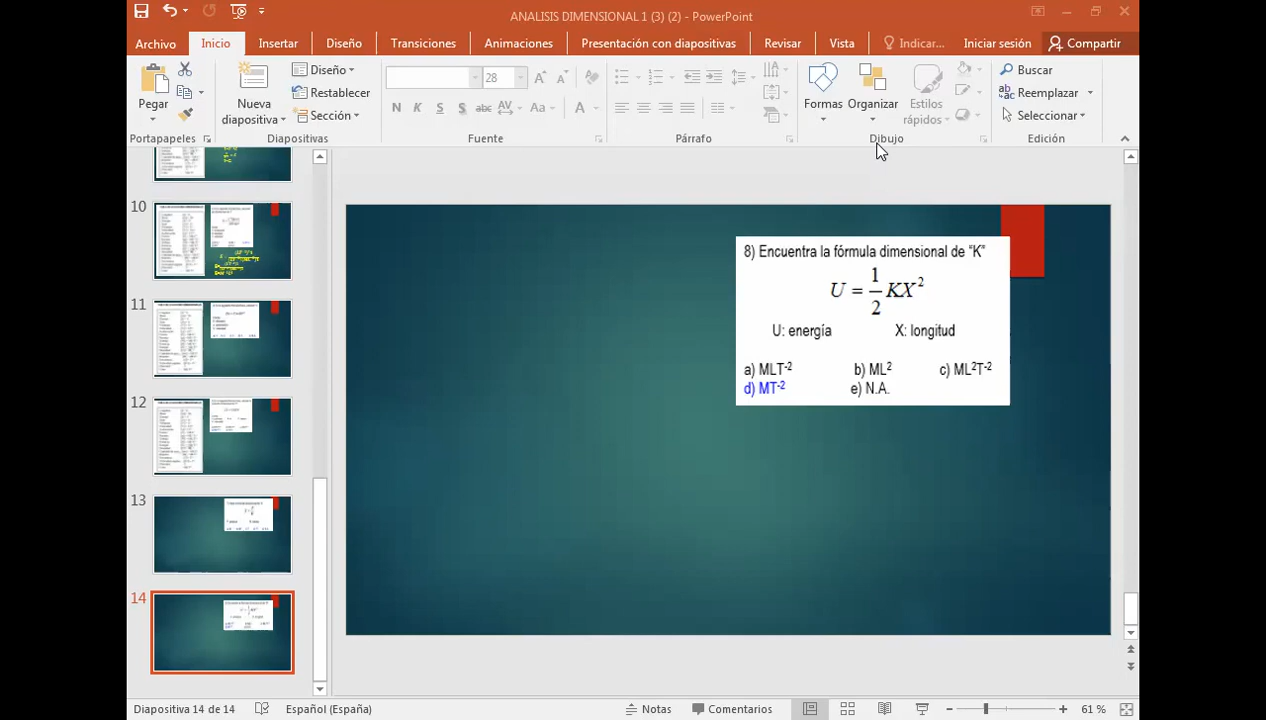 ANALISIS DIMENSIONAL 1 (3) (2) - PowerPoint
Archivo Inicio Insertar Diseño Transiciones Animaciones Presentación con diapositivas Revisar Vista Indicar... Iniciar sesión Compartir
Pegar
Nueva diapositiva
Diseño
Restablecer
Sección
28
N K S S abc AV Aa A
Formas Organizar Estilos rápidos
Buscar
Reemplazar
Seleccionar
Portapapeles Diapositivas Fuente Párrafo Dibujo Edición
10
11
12
13
14
8) Encuentra la fórmula dimensional de “K”
U = 1/2 KX²
U: energía X: longitud
a) MLT⁻² b) ML² c) ML²T⁻²
d) MT⁻² e) N.A.
Diapositiva 14 de 14 Español (España) Notas Comentarios 61 %